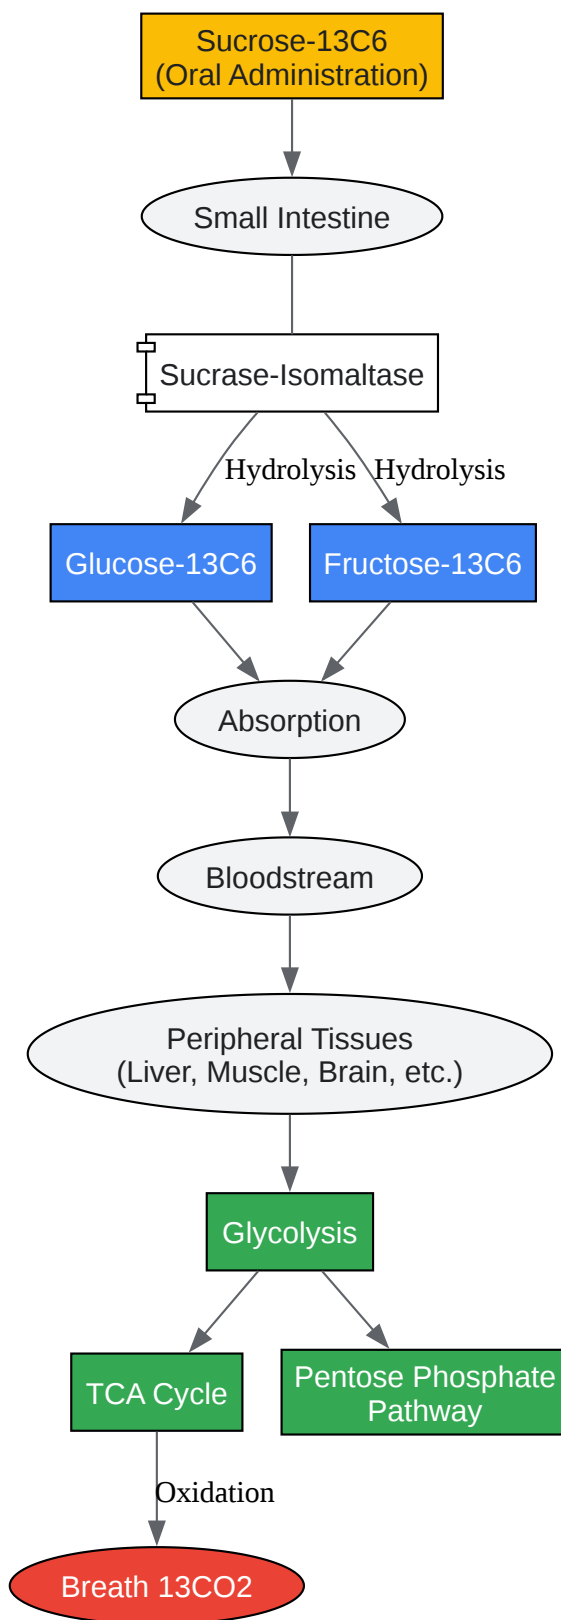 Sucrose-13C6
(Oral Administration)
Small Intestine
Sucrase-Isomaltase
Hydrolysis
Hydrolysis
Glucose-13C6
Fructose-13C6
Absorption
Bloodstream
Peripheral Tissues
(Liver, Muscle, Brain, etc.)
Glycolysis
TCA Cycle
Pentose Phosphate
Pathway
Oxidation
Breath 13CO2